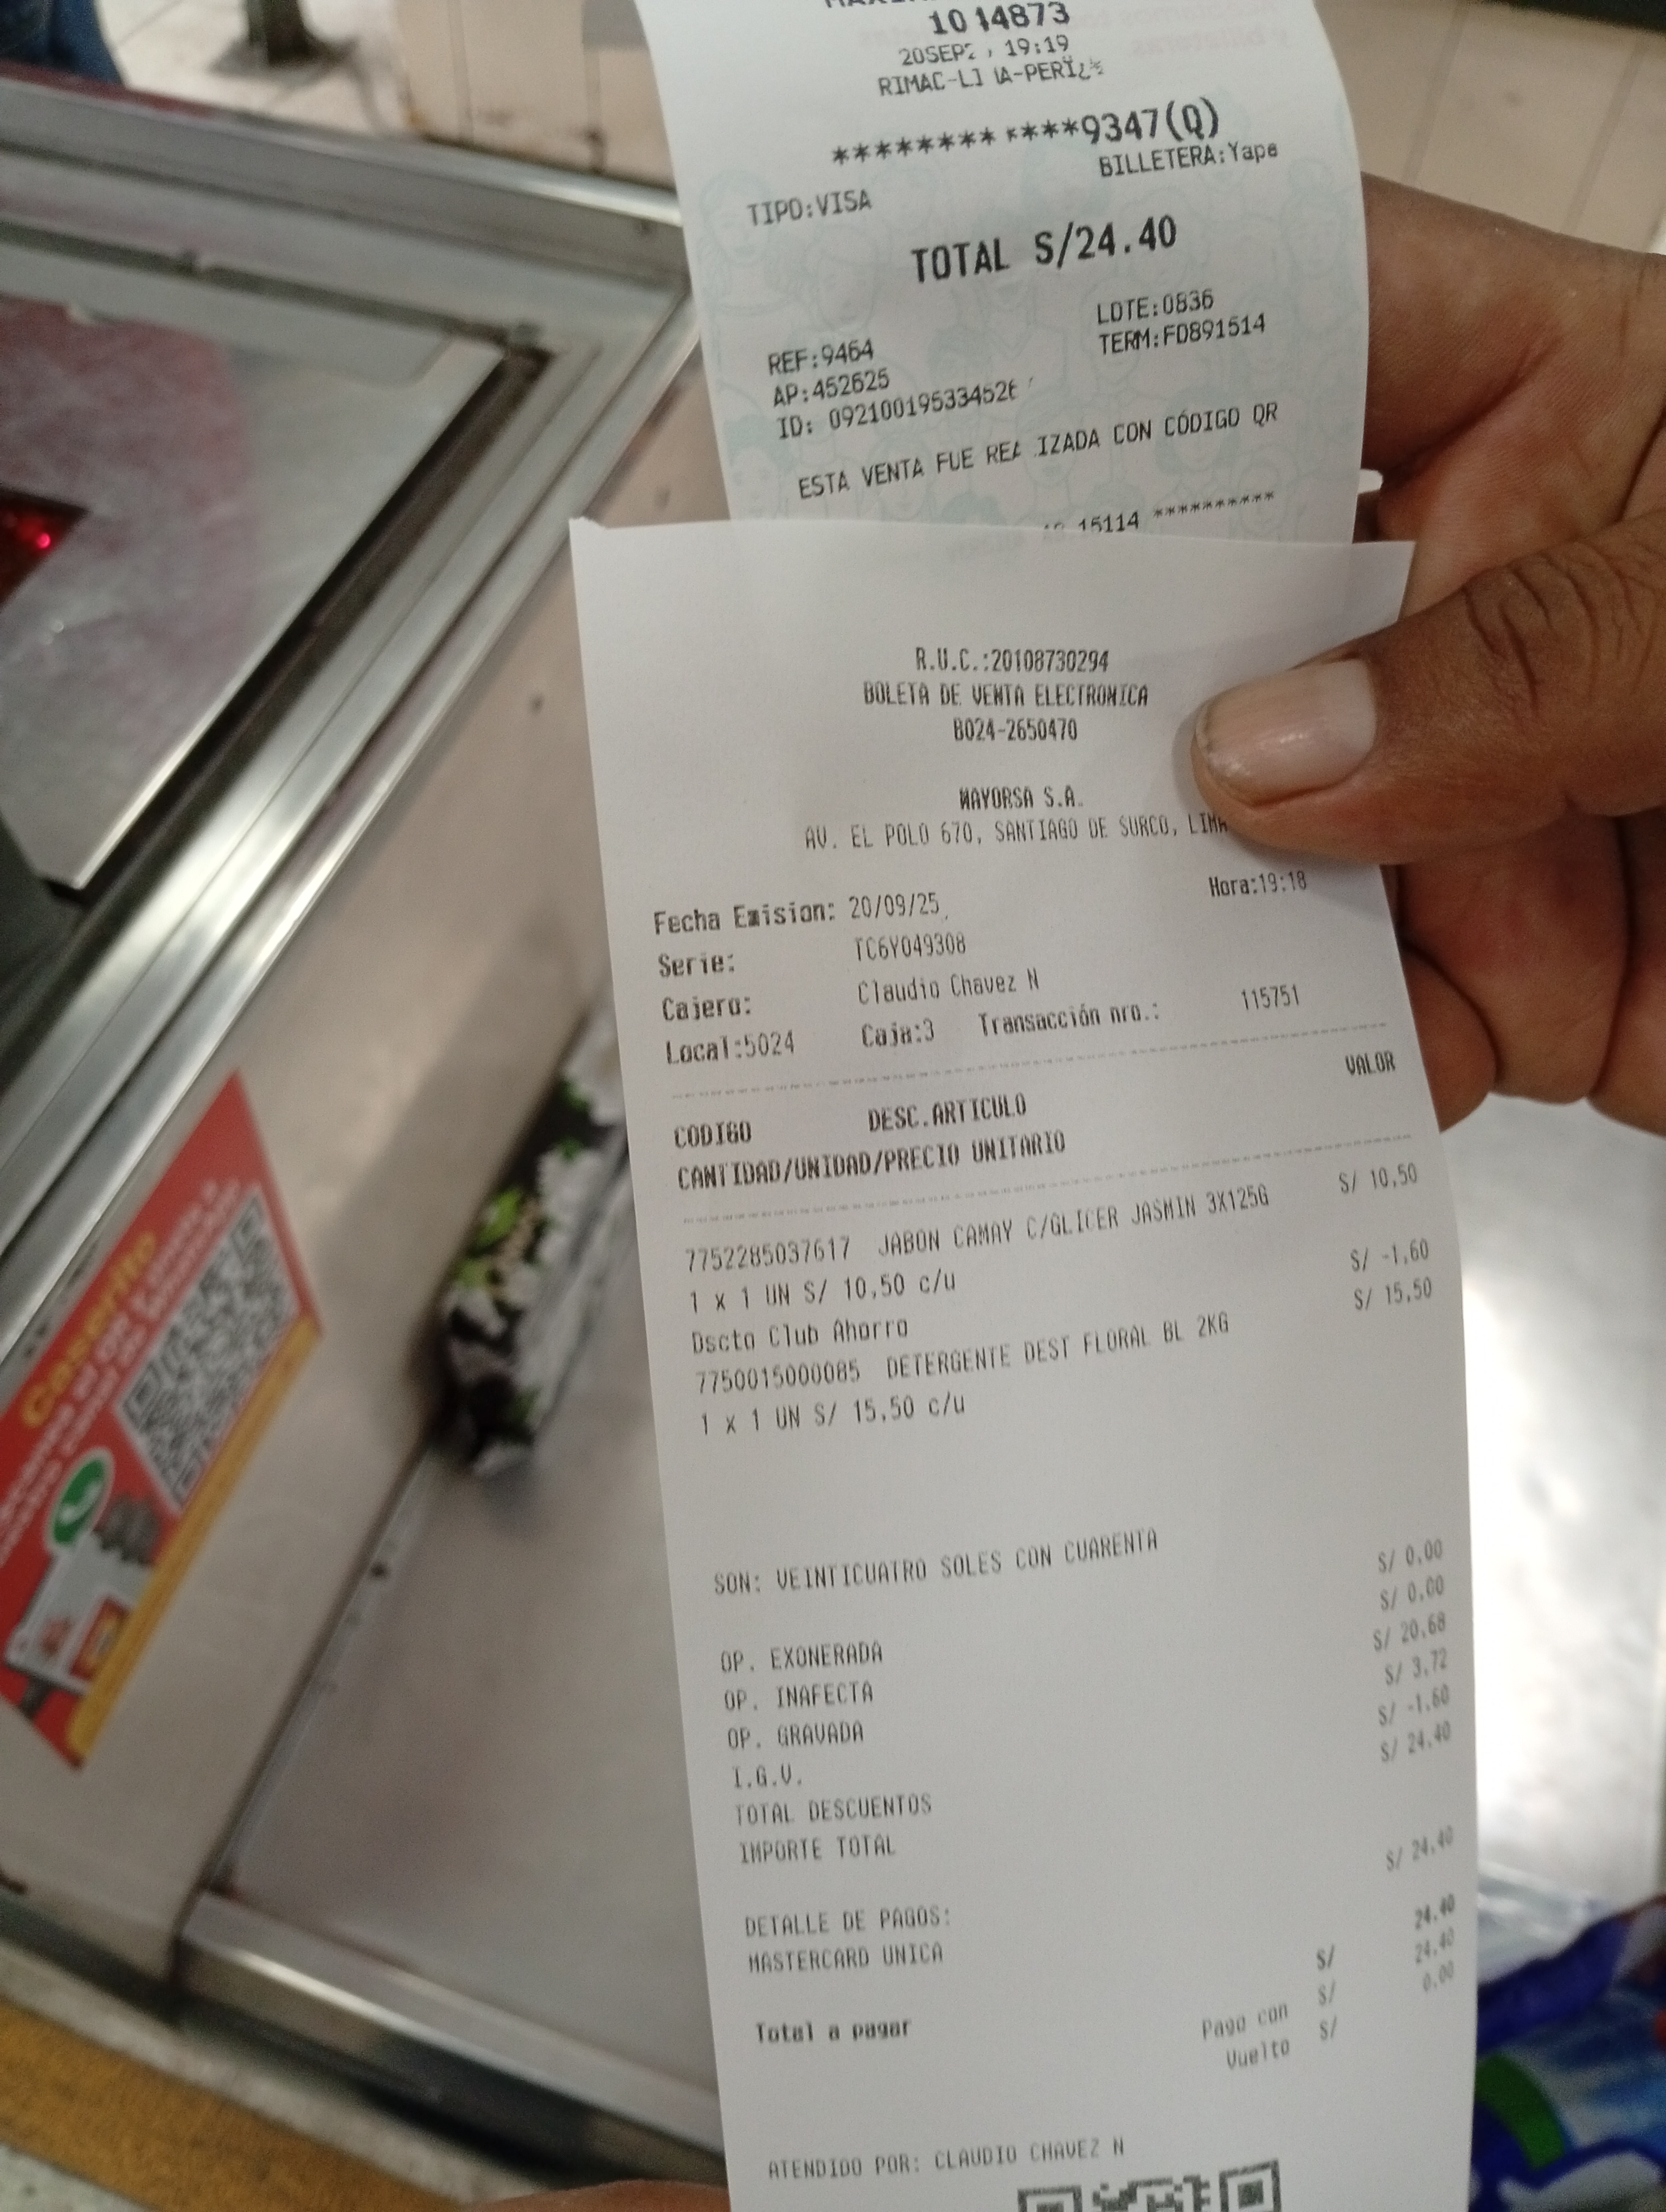 10 14873
20SEP2 , 19:19
RIMAC-LI IA-PERÏ¿½
******** ****9347(Q)
BILLETERA:Yape
TIPO:VISA
TOTAL S/24.40
LOTE:0836
REF:9464
TERM:FD891514
AP:452625
ID: 092100195334526
ESTA VENTA FUE REA IZADA CON CÓDIGO QR
15114 **********
R.U.C.:20108730294
BOLETA DE VENTA ELECTRONICA
B024-2650470
MAYORSA S.A.
AV. EL POLO 670, SANTIAGO DE SURCO, LIMA
Fecha Emision: 20/09/25 Hora:19:18
Serie: TC6Y049308
Cajero: Claudio Chavez N
Local:5024 Caja:3 Transacción nro.: 115751
VALOR
CODIGO DESC.ARTICULO
CANTIDAD/UNIDAD/PRECIO UNITARIO
7752285037617 JABON CAMAY C/GLICER JASMIN 3X125G S/ 10,50
1 x 1 UN S/ 10,50 c/u
Dscto Club Ahorro S/ -1,60
7750015000085 DETERGENTE DEST FLORAL BL 2KG S/ 15,50
1 x 1 UN S/ 15,50 c/u
SON: VEINTICUATRO SOLES CON CUARENTA
OP. EXONERADA S/ 0,00
OP. INAFECTA S/ 0,00
OP. GRAVADA S/ 20,68
I.G.V. S/ 3,72
TOTAL DESCUENTOS S/ -1,60
IMPORTE TOTAL S/ 24,40
DETALLE DE PAGOS:
MASTERCARD UNICA S/ 24,40
Total a pagar S/ 24.40
Pago con S/ 24.40
Vuelto S/ 0.00
ATENDIDO POR: CLAUDIO CHAVEZ N
Caserito